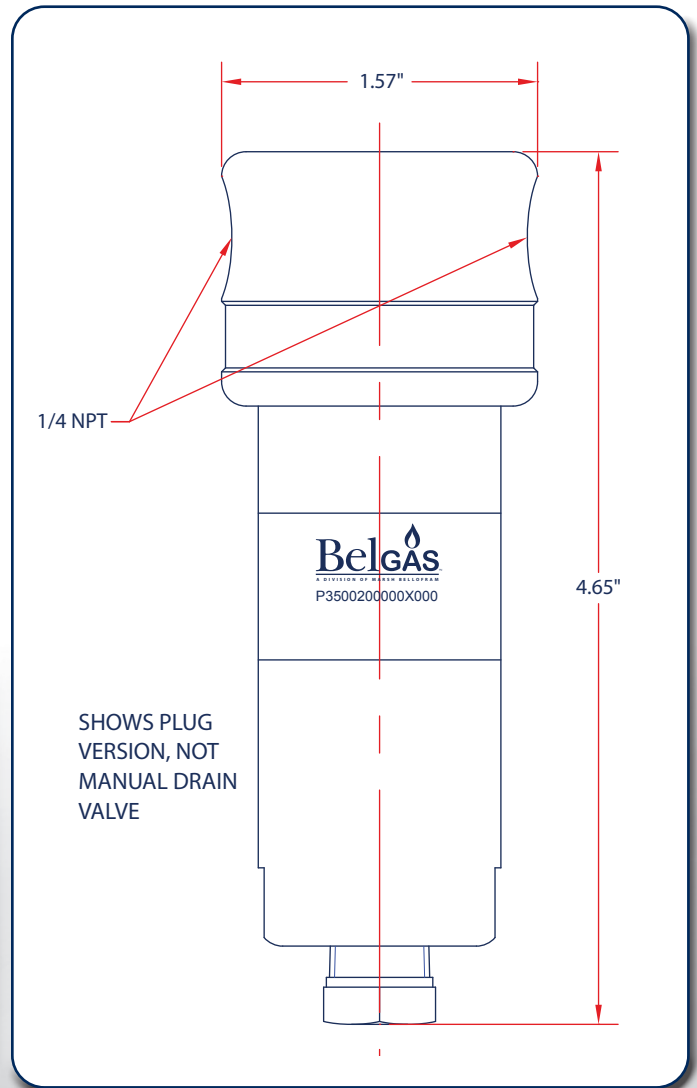 1.57"
1/4 NPT
BelGAS
A DIVISION OF MARSH BELLOFRAM
P3500200000X000
4.65"
SHOWS PLUG
VERSION, NOT
MANUAL DRAIN
VALVE